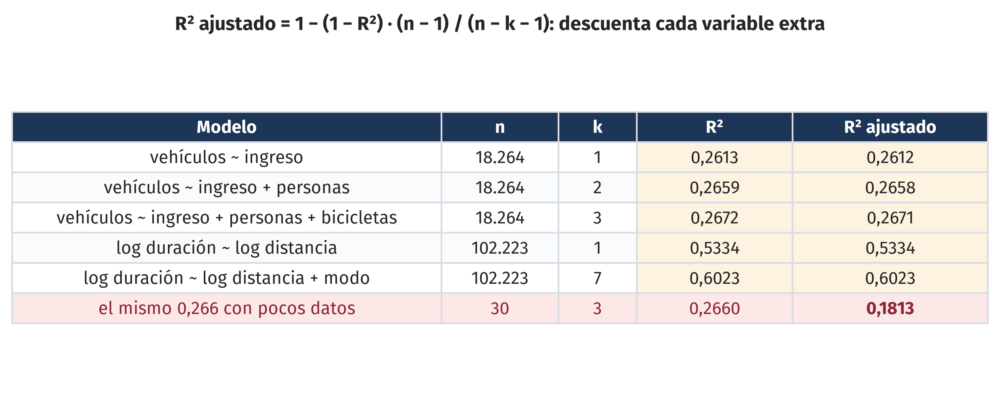 R² ajustado = 1 − (1 − R²) · (n − 1) / (n − k − 1): descuenta cada variable extra
Modelo n k R² R² ajustado
vehículos ~ ingreso 18.264 1 0,2613 0,2612
vehículos ~ ingreso + personas 18.264 2 0,2659 0,2658
vehículos ~ ingreso + personas + bicicletas 18.264 3 0,2672 0,2671
log duración ~ log distancia 102.223 1 0,5334 0,5334
log duración ~ log distancia + modo 102.223 7 0,6023 0,6023
el mismo 0,266 con pocos datos 30 3 0,2660 0,1813